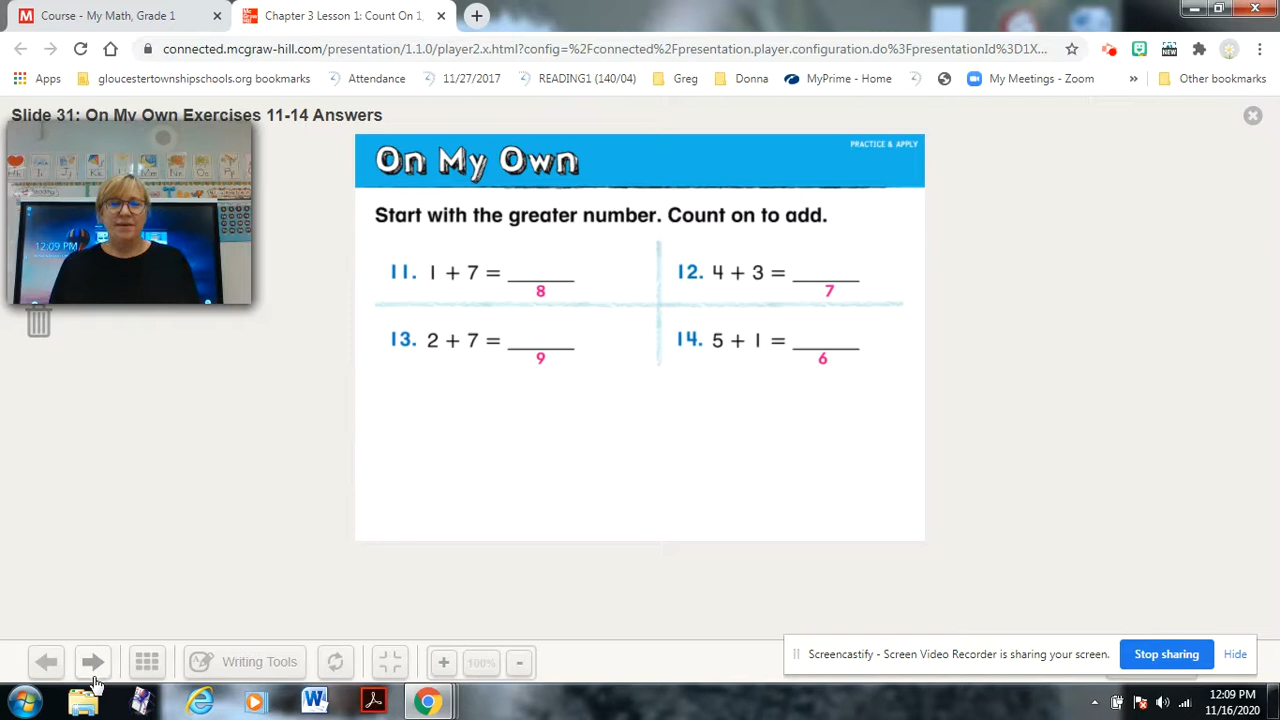 Course - My Math, Grade 1
Chapter 3 Lesson 1: Count On 1,
connected.mcgraw-hill.com/presentation/1.1.0/player2.x.html?config=%2Fconnected%2Fpresentation.player.configuration.do%3FpresentationId%3D1X...
Apps gloucestertownshipschools.org bookmarks Attendance 11/27/2017 READING1 (140/04) Greg Donna MyPrime - Home My Meetings - Zoom » Other bookmarks
Slide 31: On My Own Exercises 11-14 Answers
On My Own
PRACTICE & APPLY
Start with the greater number. Count on to add.
11. 1 + 7 = 8
12. 4 + 3 = 7
13. 2 + 7 = 9
14. 5 + 1 = 6
12:09 PM
Writing Tools
100%
Screencastify - Screen Video Recorder is sharing your screen.
Stop sharing
Hide
12:09 PM
11/16/2020